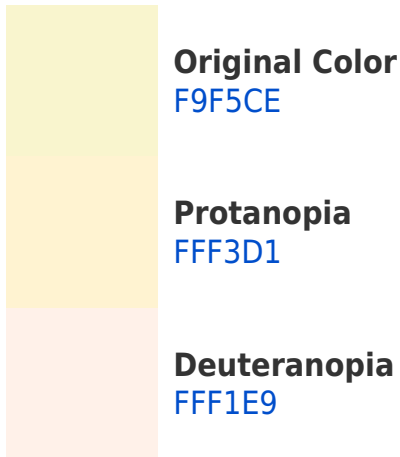 Original Color
F9F5CE
Protanopia
FFF3D1
Deuteranopia
FFF1E9